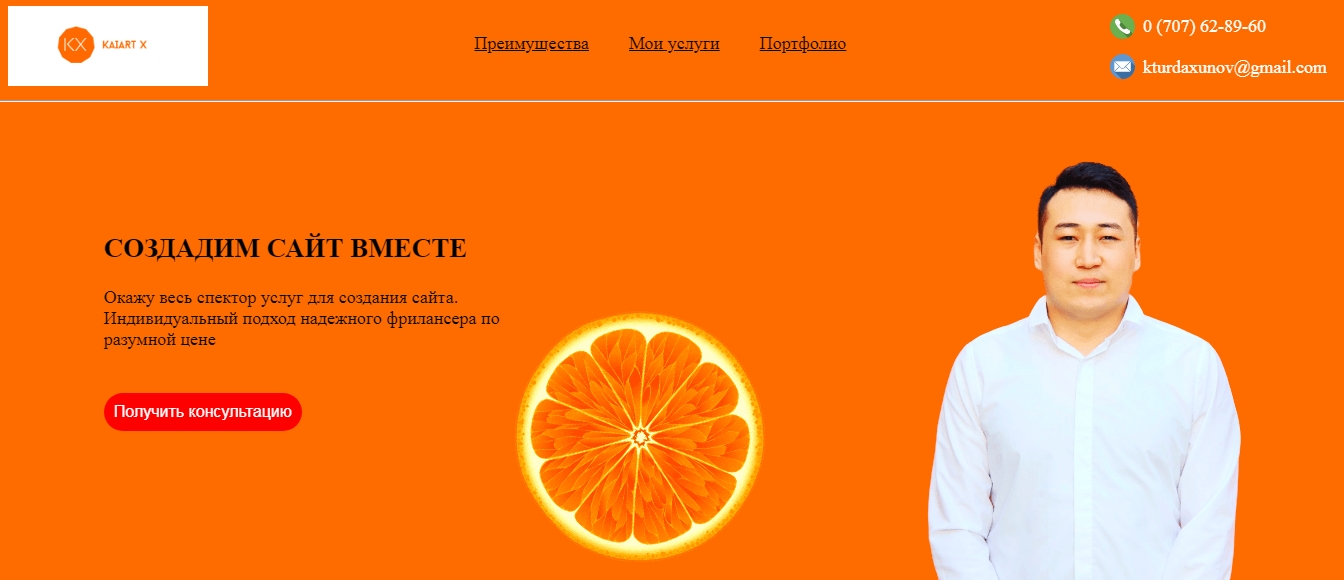 KX KAIART X
Преимущества Мои услуги Портфолио
0 (707) 62-89-60
kturdaxunov@gmail.com
СОЗДАДИМ САЙТ ВМЕСТЕ
Окажу весь спектор услуг для создания сайта.
Индивидуальный подход надежного фрилансера по
разумной цене
Получить консультацию